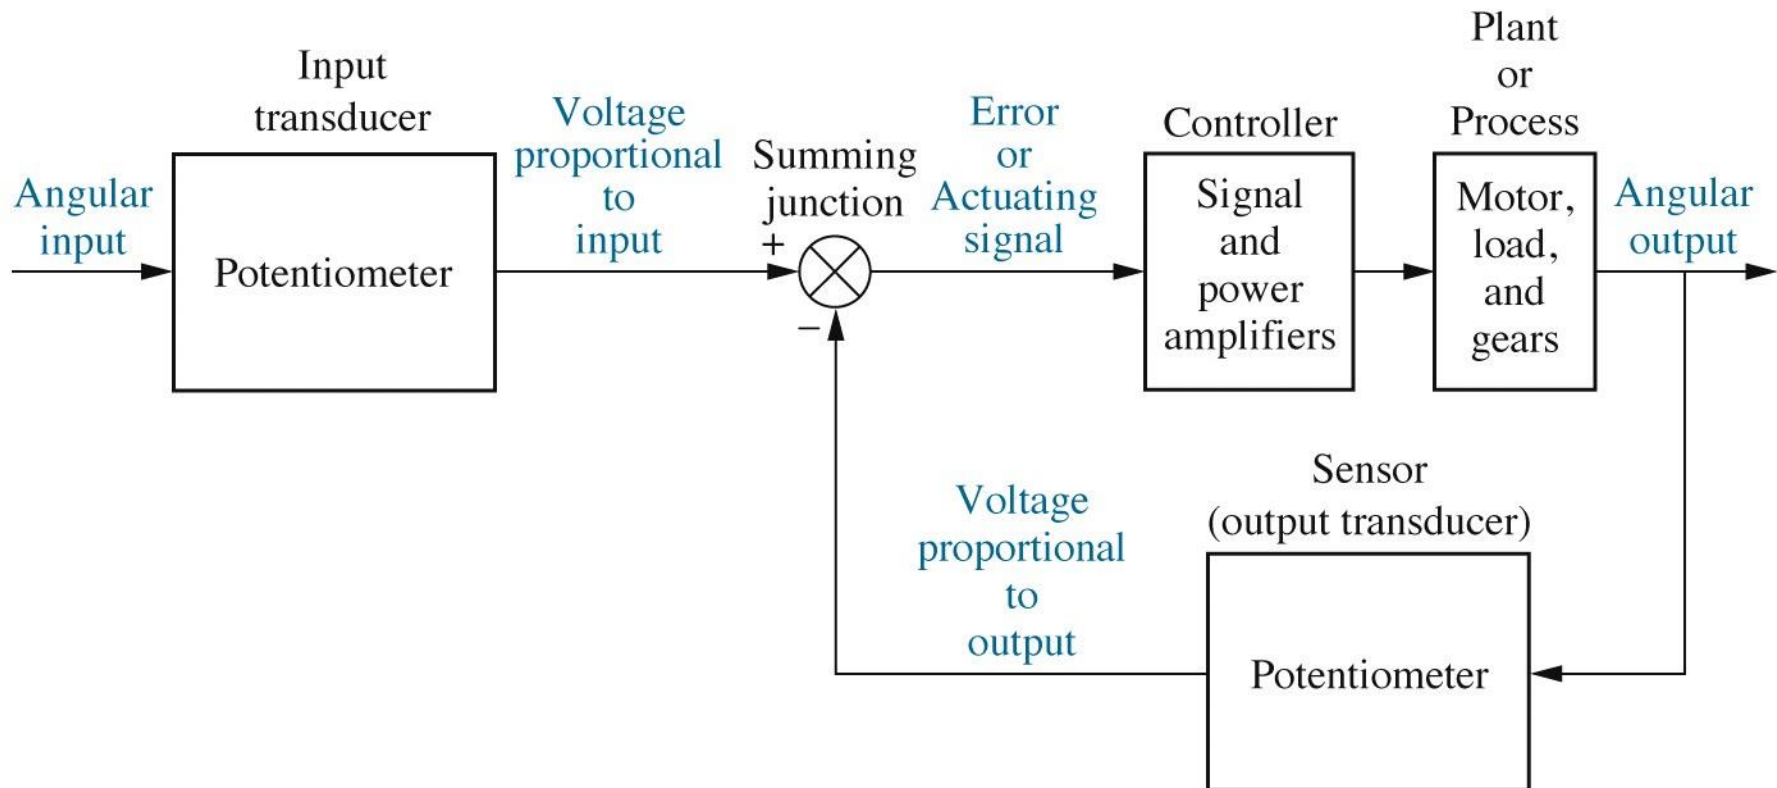 Input
transducer
Angular
input
Potentiometer
Voltage
proportional
to
input
Summing
junction
+
−
Error
or
Actuating
signal
Controller
Signal
and
power
amplifiers
Plant
or
Process
Motor,
load,
and
gears
Angular
output
Sensor
(output transducer)
Potentiometer
Voltage
proportional
to
output